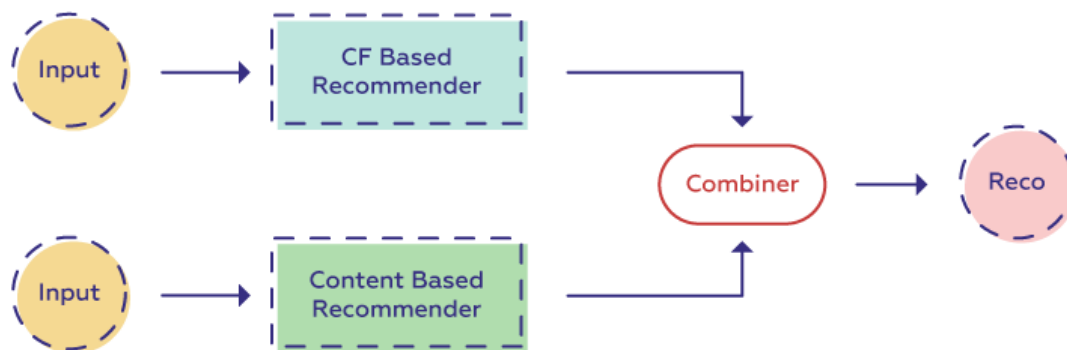 Input
CF Based
Recommender
Combiner
Reco
Input
Content Based
Recommender